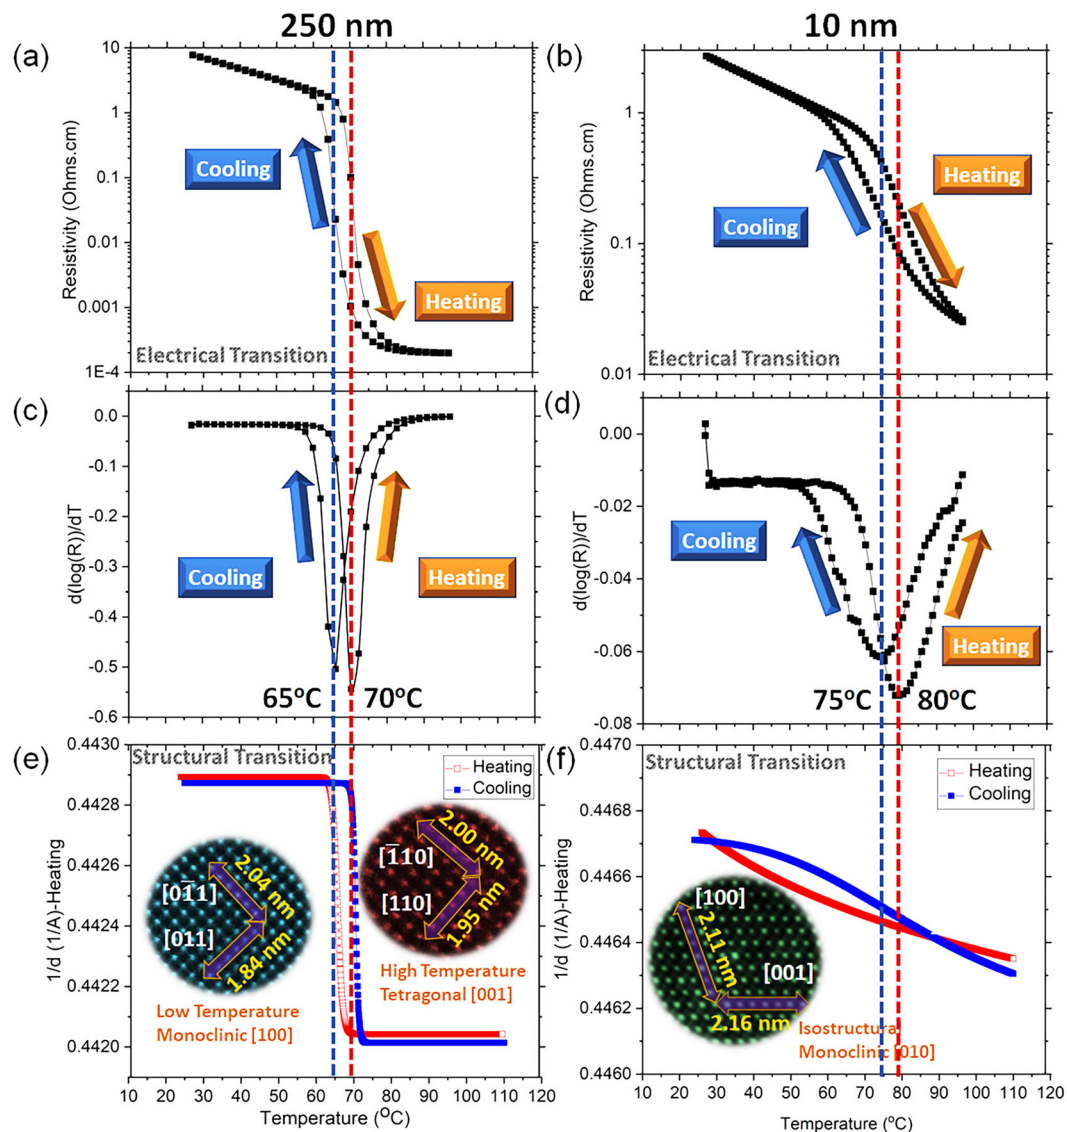 250 nm
10 nm
(a)
10
1
0.1
0.01
0.001
1E-4
Resistivity (Ohms.cm)
Cooling
Heating
Electrical Transition
(b)
1
0.1
0.01
Resistivity (Ohms.cm)
Cooling
Heating
Electrical Transition
(c)
0.0
-0.1
-0.2
-0.3
-0.4
-0.5
-0.6
d(log(R))/dT
Cooling
Heating
65°C
70°C
(d)
0.00
-0.02
-0.04
-0.06
-0.08
d(log(R))/dT
Cooling
Heating
75°C
80°C
(e)
Structural Transition
0.4430
0.4428
0.4426
0.4424
0.4422
0.4420
1/d (1/A)-Heating
Heating
Cooling
[01̄1]
2.04 nm
[011]
1.84 nm
Low Temperature
Monoclinic [100]
[1̄10]
2.00 nm
[110]
1.95 nm
High Temperature
Tetragonal [001]
10 20 30 40 50 60 70 80 90 100 110 120
Temperature (°C)
(f)
Structural Transition
0.4470
0.4468
0.4466
0.4464
0.4462
0.4460
1/d (1/A)-Heating
Heating
Cooling
[100]
2.11 nm
[001]
2.16 nm
Isostructural
Monoclinic [010]
10 20 30 40 50 60 70 80 90 100 110 120
Temperature (°C)